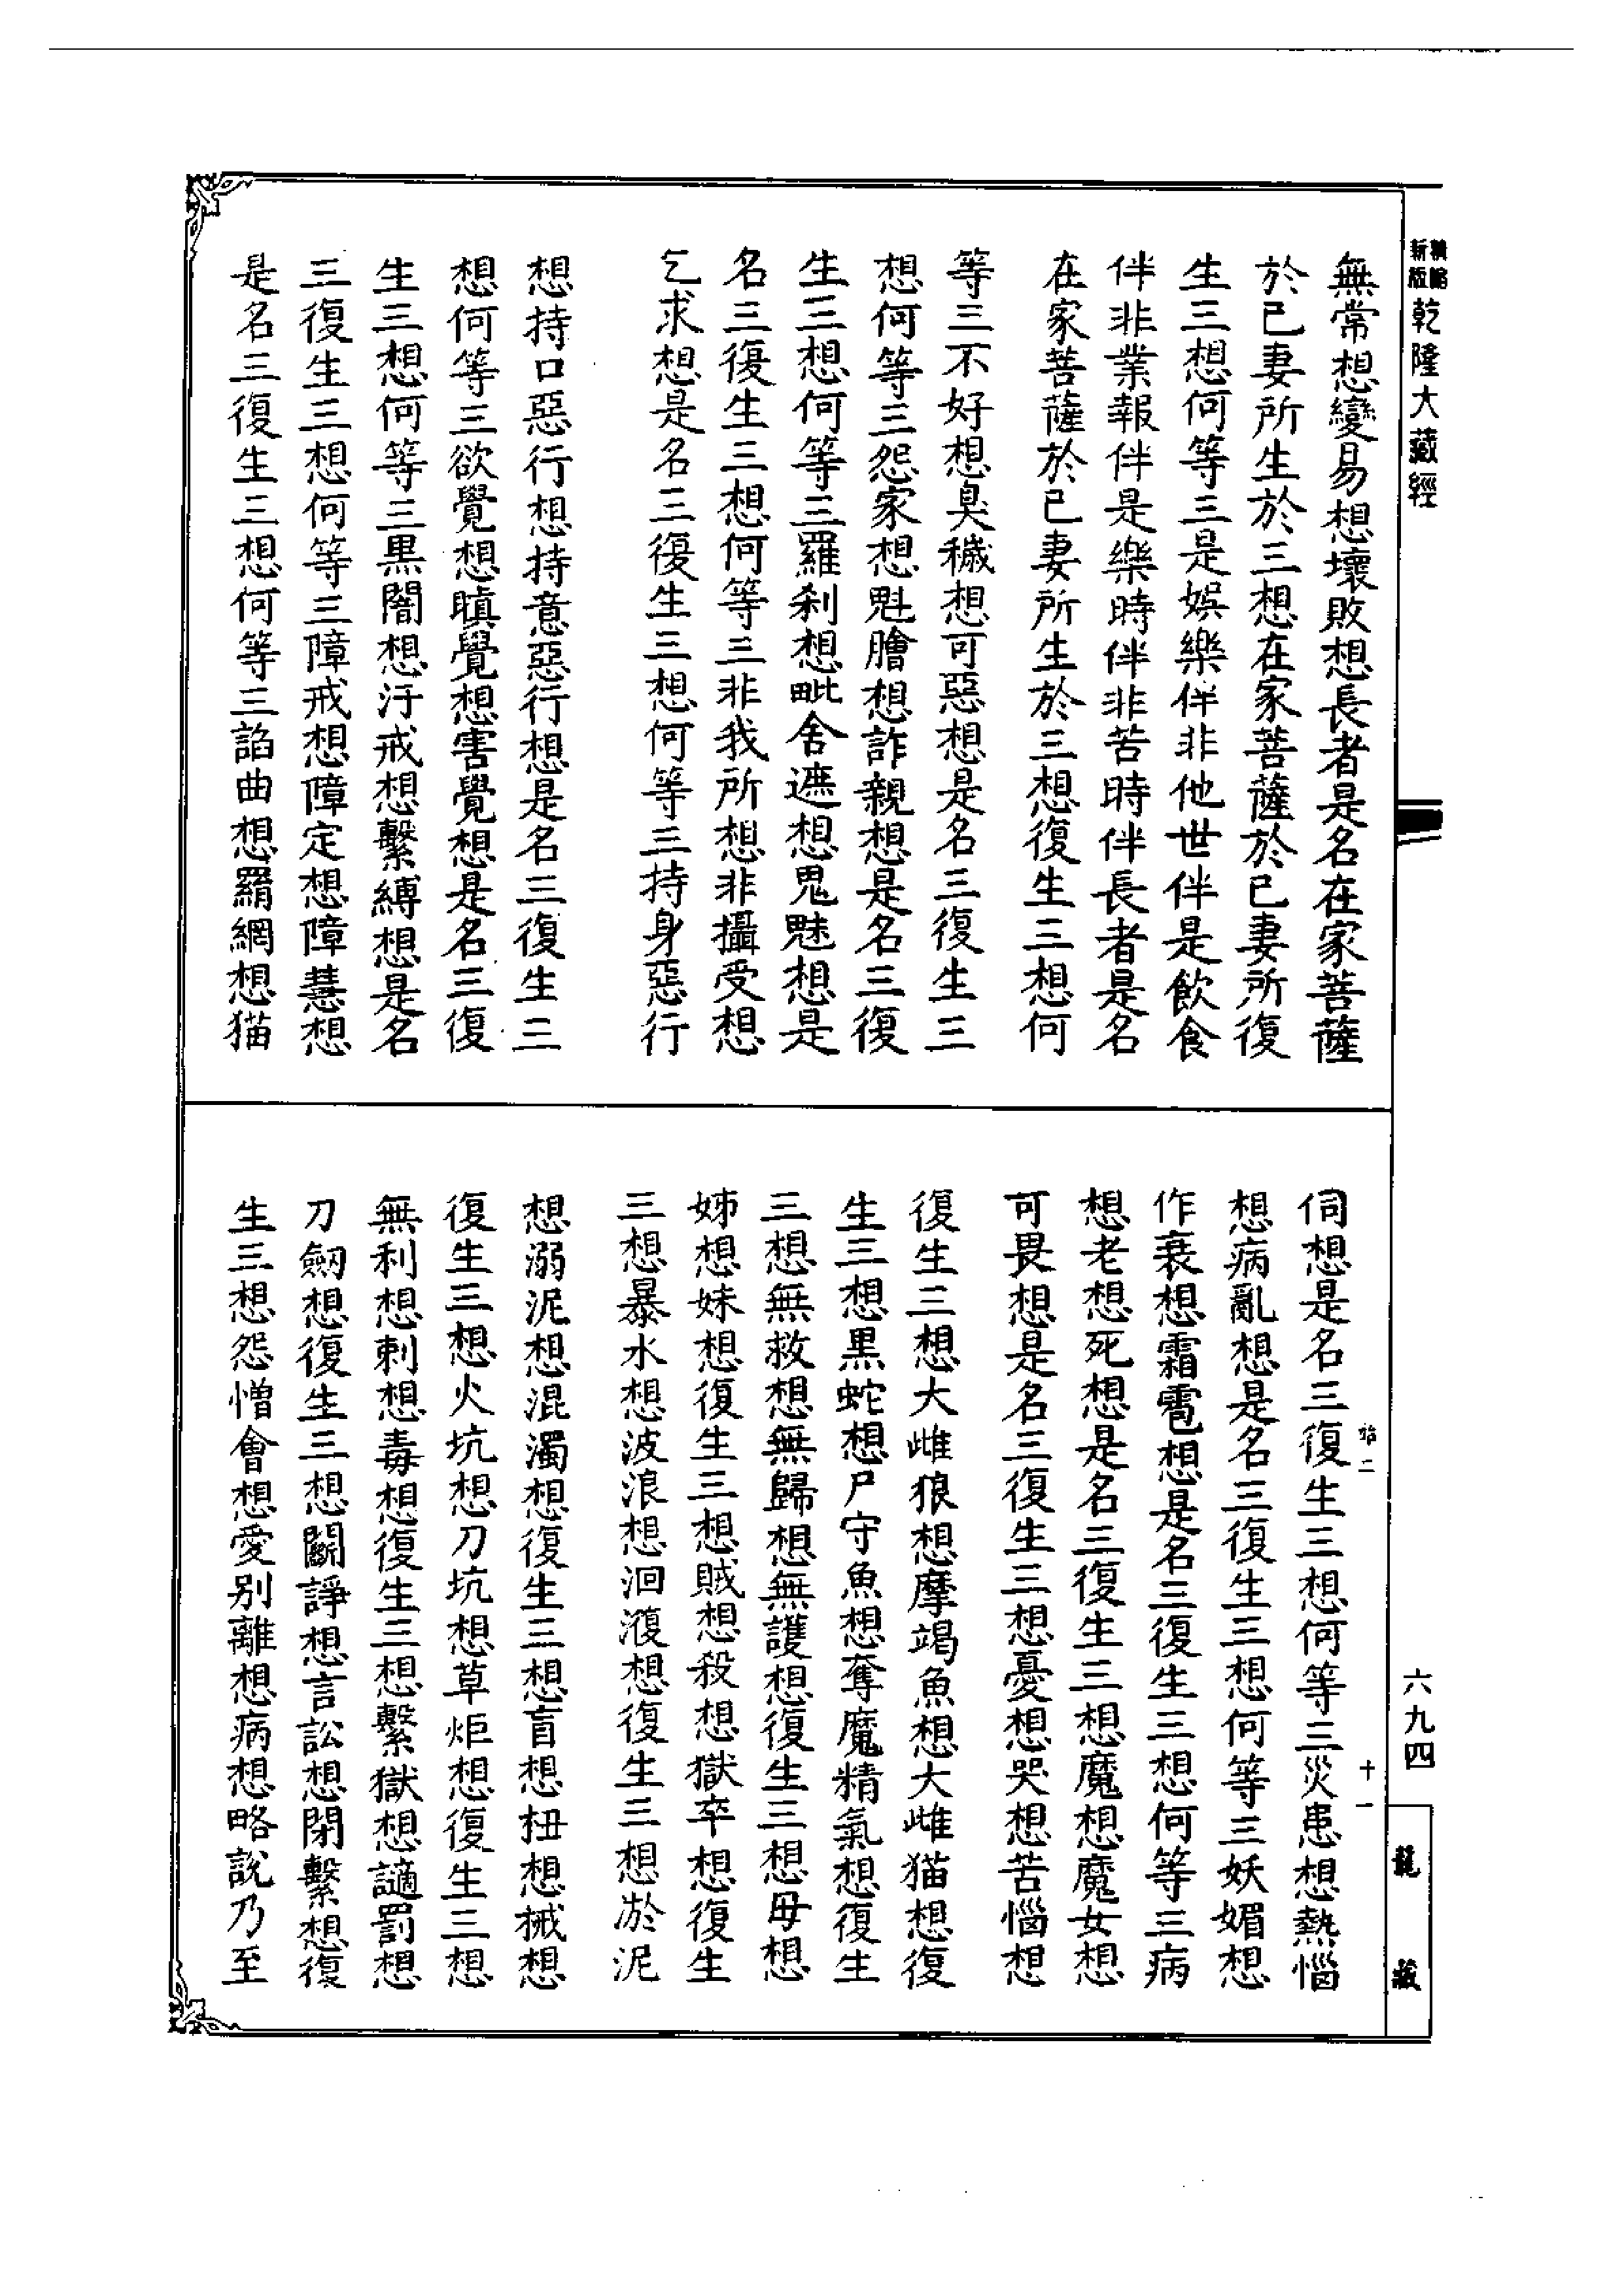 新版
精縮
乾隆大藏經
無常想變易想壞敗想長者是名在家菩薩
於已妻所生於三想在家菩薩於已妻所復
生三想何等三是娛樂伴非他世伴是飲食
伴非業報伴是樂時伴非苦時伴長者是名
在家菩薩於已妻所生於三想復生三想何
等三不好想臭穢想可惡想是名三復生三
想何等三怨家想魁膾想詐親想是名三復
生三想何等三羅刹想毗舍遮想鬼魅想是
名三復生三想何等三非我所想非攝受想
乞求想是名三復生三想何等三持身惡行
想持口惡行想持意惡行想是名三復生三
想何等三欲覺想瞋覺想害覺想是名三復
生三想何等三黑闇想汙戒想繫縛想是名
三復生三想何等三障戒想障定想障慧想
是名三復生三想何等三諂曲想羂網想猫
伺想是名三復生三想何等三災患想熱惱
想病亂想是名三復生三想何等三妖媚想
作衰想霜雹想是名三復生三想何等三病
想老想死想是名三復生三想魔想魔女想
可畏想是名三復生三想憂想哭想苦惱想
復生三想大雌狼想摩竭魚想大雌猫想復
生三想黑蛇想尸守魚想奪魔精氣想復生
三想無救想無歸想無護想復生三想母想
姊想妹想復生三想賊想殺想獄卒想復生
三想暴水想波浪想洄澓想復生三想淤泥
想溺泥想混濁想復生三想盲想杻想械想
復生三想火坑想刀坑想草炬想復生三想
無利想刺想毒想復生三想繫獄想謫罰想
刀劒想復生三想鬭諍想言訟想閉繫想復
生三想怨憎會想愛别離想病想略說乃至
六九四
十一
龍藏